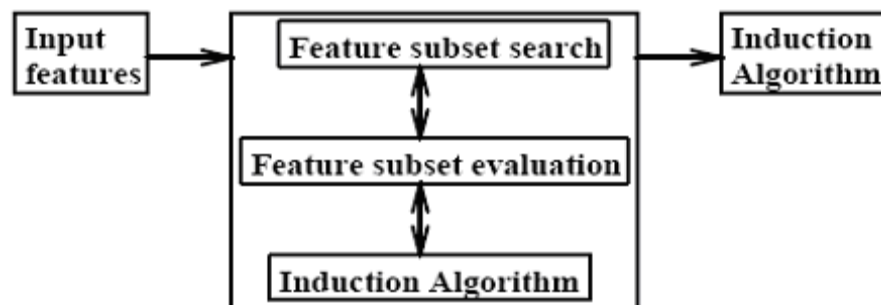 Input
features
Feature subset search
Feature subset evaluation
Induction Algorithm
Induction
Algorithm